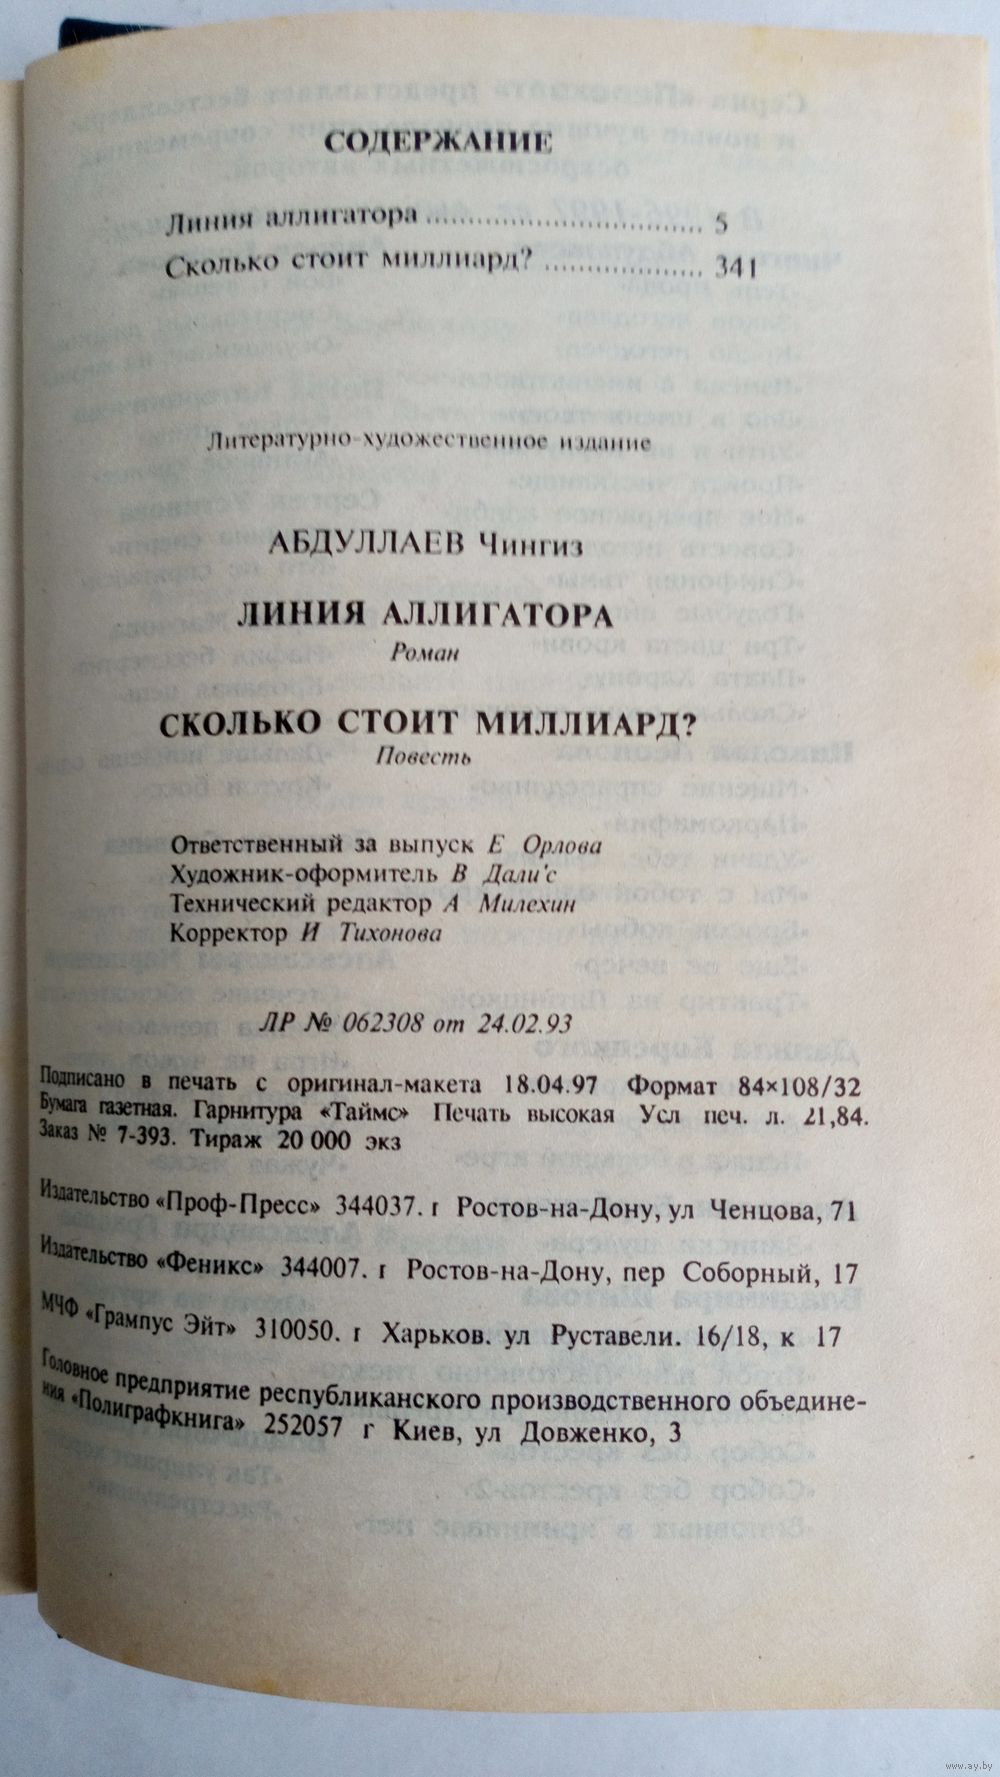 СОДЕРЖАНИЕ
Линия аллигатора ................................ 5
Сколько стоит миллиард? ................... 341
Литературно-художественное издание
АБДУЛЛАЕВ Чингиз
ЛИНИЯ АЛЛИГАТОРА
Роман
СКОЛЬКО СТОИТ МИЛЛИАРД?
Повесть
Ответственный за выпуск Е Орлова
Художник-оформитель В Дали'с
Технический редактор А Милехин
Корректор И Тихонова
ЛР № 062308 от 24.02.93
Подписано в печать с оригинал-макета 18.04.97 Формат 84×108/32
Бумага газетная. Гарнитура «Таймс» Печать высокая Усл печ. л. 21,84.
Заказ № 7-393. Тираж 20 000 экз
Издательство «Проф-Пресс» 344037. г Ростов-на-Дону, ул Ченцова, 71
Издательство «Феникс» 344007. г Ростов-на-Дону, пер Соборный, 17
МЧФ «Грампус Эйт» 310050. г Харьков. ул Руставели. 16/18, к 17
Головное предприятие республиканского производственного объедине-
ния «Полиграфкнига» 252057 г Киев, ул Довженко, 3
www.ay.by